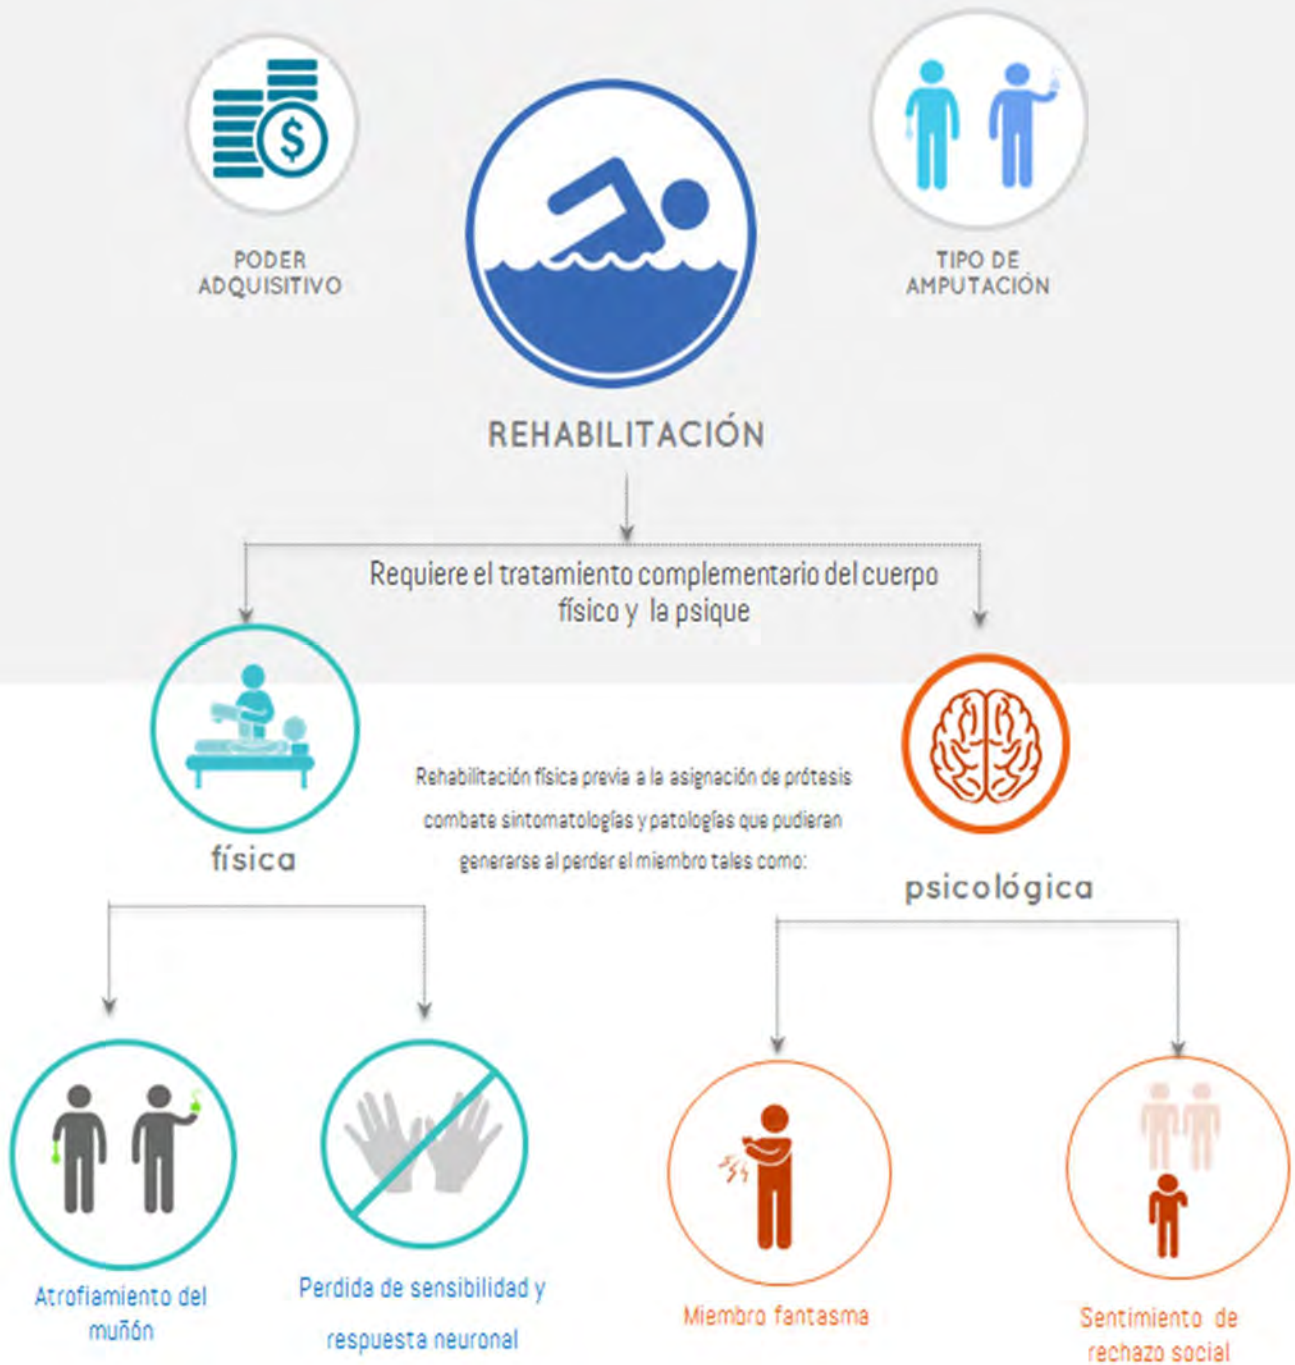 $
PODER
ADQUISITIVO
TIPO DE
AMPUTACIÓN
REHABILITACIÓN
Requiere el tratamiento complementario del cuerpo
físico y la psique
Rehabilitación física previa a la asignación de prótesis
combate sintomatologías y patologías que pudieran
generarse al perder el miembro tales como:
física
psicológica
Atrofiamiento del
muñón
Perdida de sensibilidad y
respuesta neuronal
Miembro fantasma
Sentimiento de
rechazo social